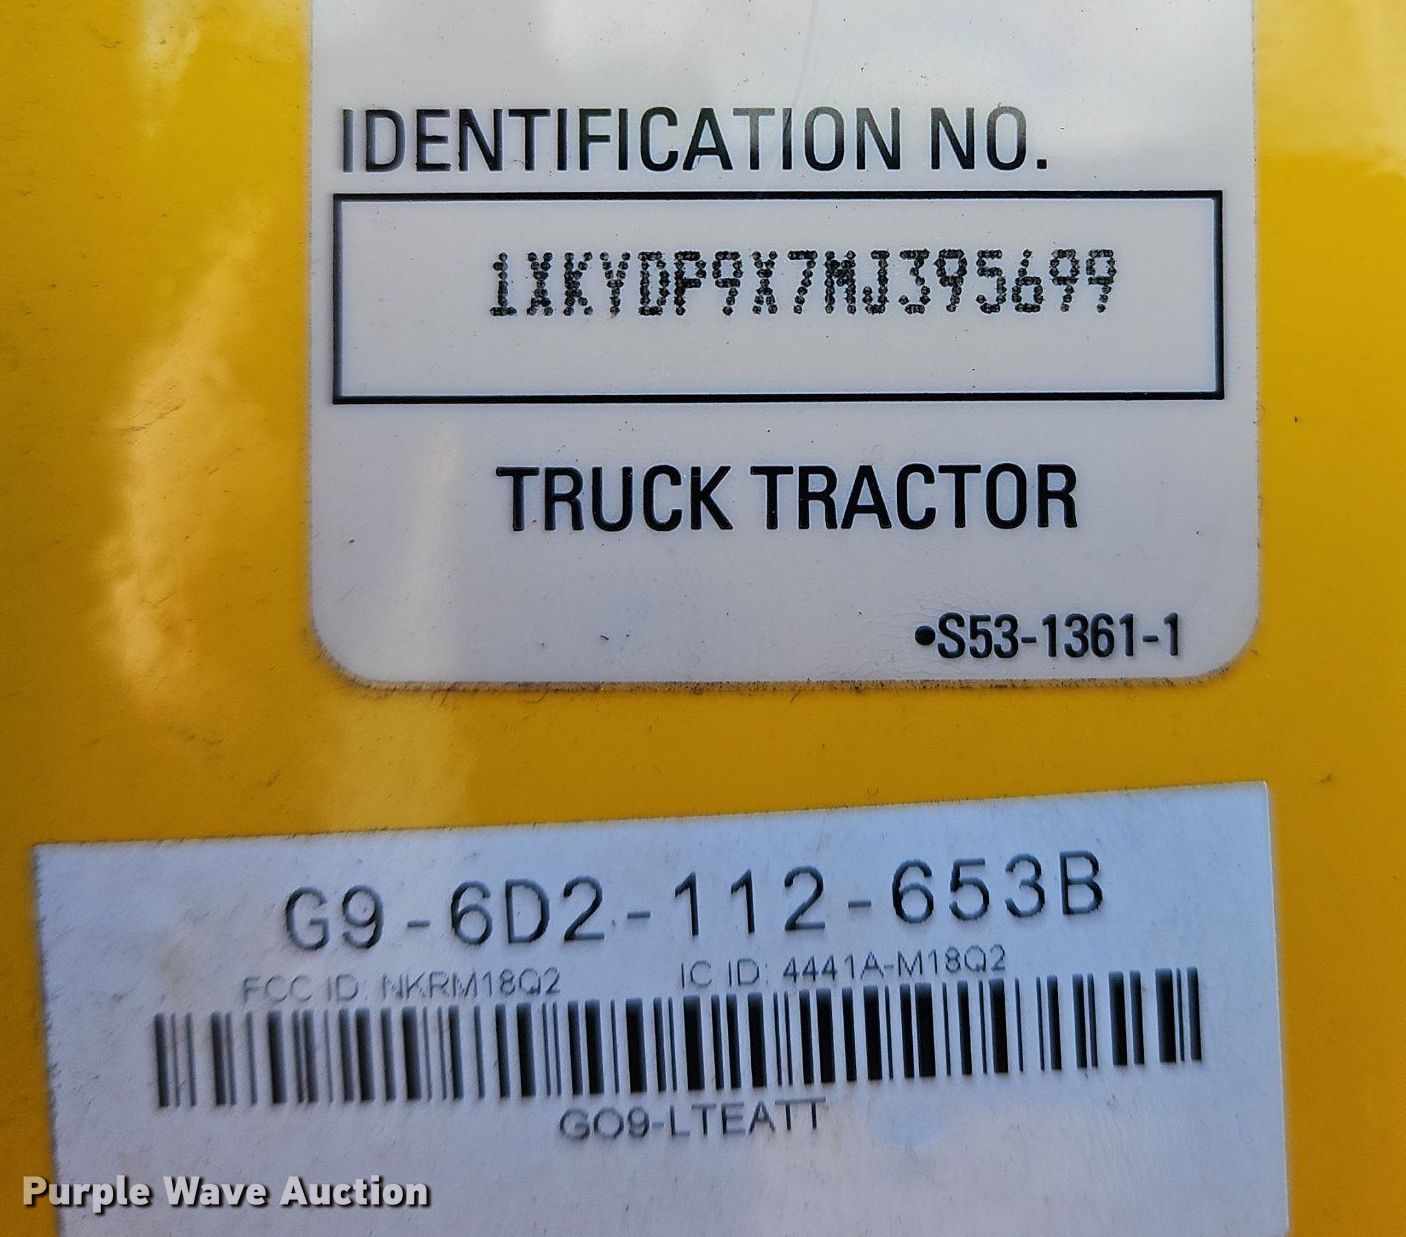 IDENTIFICATION NO.
1XKYDP9X7MJ395699
TRUCK TRACTOR
•S53-1361-1
G9-6D2-112-653B
FCC ID: NKRM18Q2 IC ID: 4441A-M18Q2
GO9-LTEATT
Purple Wave Auction